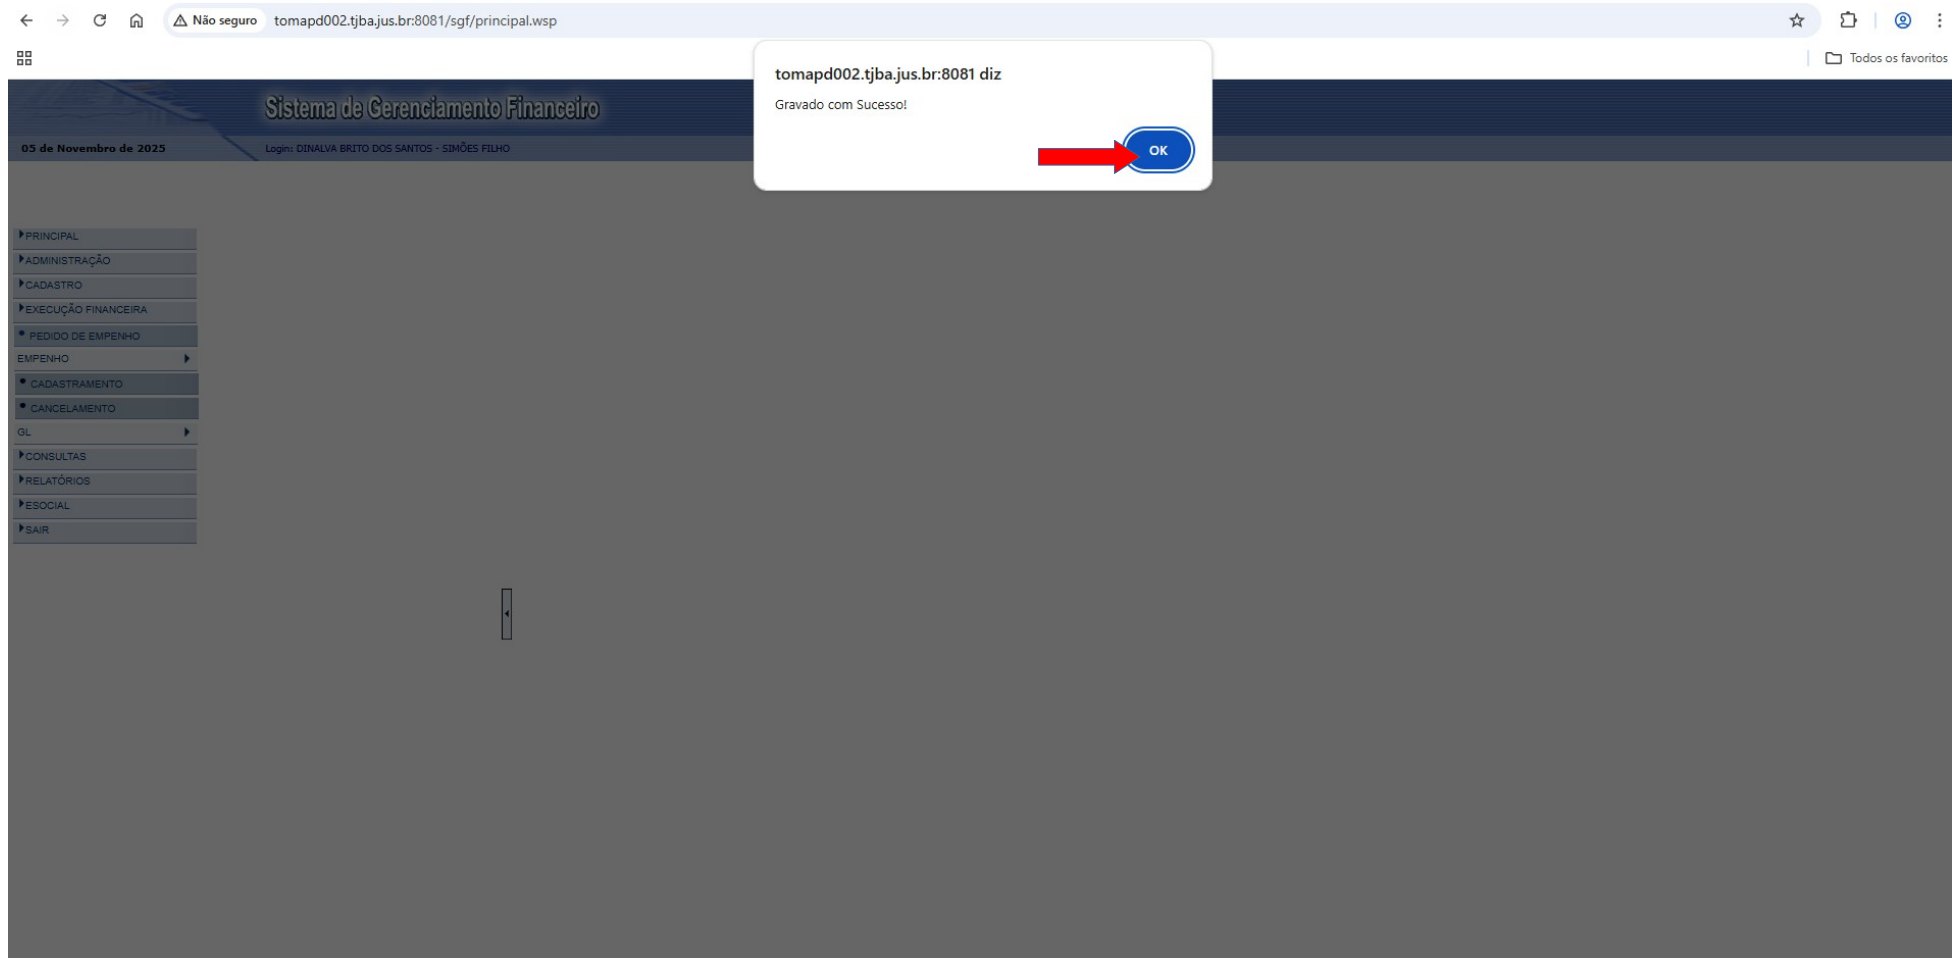 Não seguro tomapd002.tjba.jus.br:8081/sgf/principal.wsp
Todos os favoritos
tomapd002.tjba.jus.br:8081 diz
Gravado com Sucesso!
OK
Sistema de Gerenciamento Financeiro
05 de Novembro de 2025
Login: DINALVA BRITO DOS SANTOS - SIMÕES FILHO
PRINCIPAL
ADMINISTRAÇÃO
CADASTRO
EXECUÇÃO FINANCEIRA
PEDIDO DE EMPENHO
EMPENHO
CADASTRAMENTO
CANCELAMENTO
GL
CONSULTAS
RELATÓRIOS
ESOCIAL
SAIR